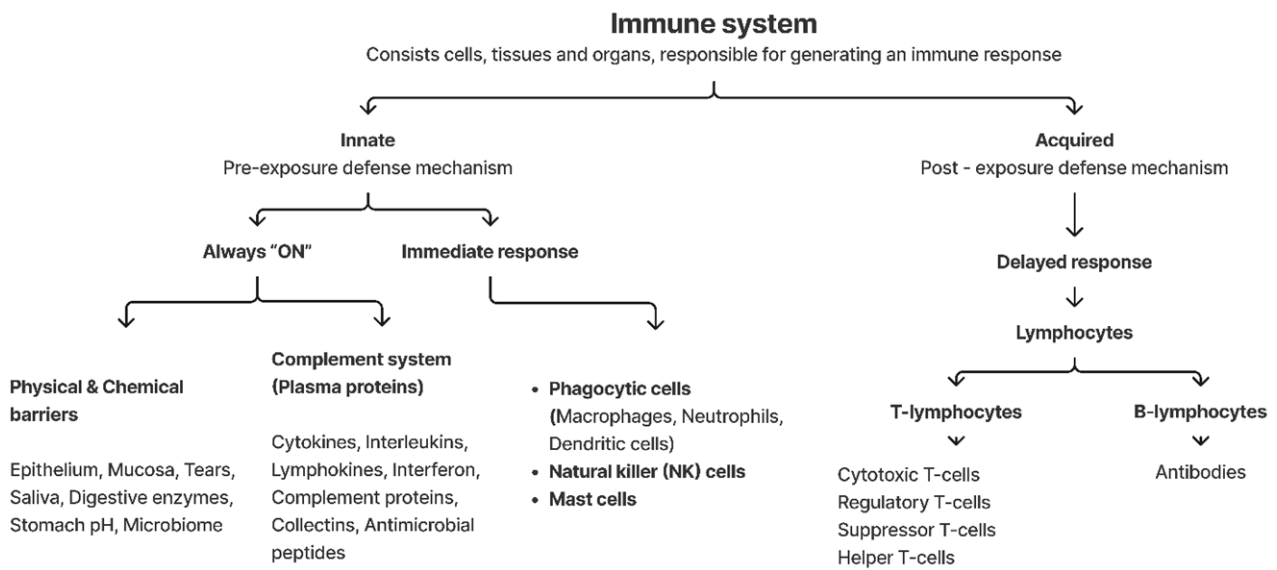 Immune system
Consists cells, tissues and organs, responsible for generating an immune response
Innate
Pre-exposure defense mechanism
Acquired
Post - exposure defense mechanism
Always “ON”
Immediate response
Delayed response
Lymphocytes
Physical & Chemical
barriers
Epithelium, Mucosa, Tears,
Saliva, Digestive enzymes,
Stomach pH, Microbiome
Complement system
(Plasma proteins)
Cytokines, Interleukins,
Lymphokines, Interferon,
Complement proteins,
Collectins, Antimicrobial
peptides
• Phagocytic cells
(Macrophages, Neutrophils,
Dendritic cells)
• Natural killer (NK) cells
• Mast cells
T-lymphocytes
Cytotoxic T-cells
Regulatory T-cells
Suppressor T-cells
Helper T-cells
B-lymphocytes
Antibodies